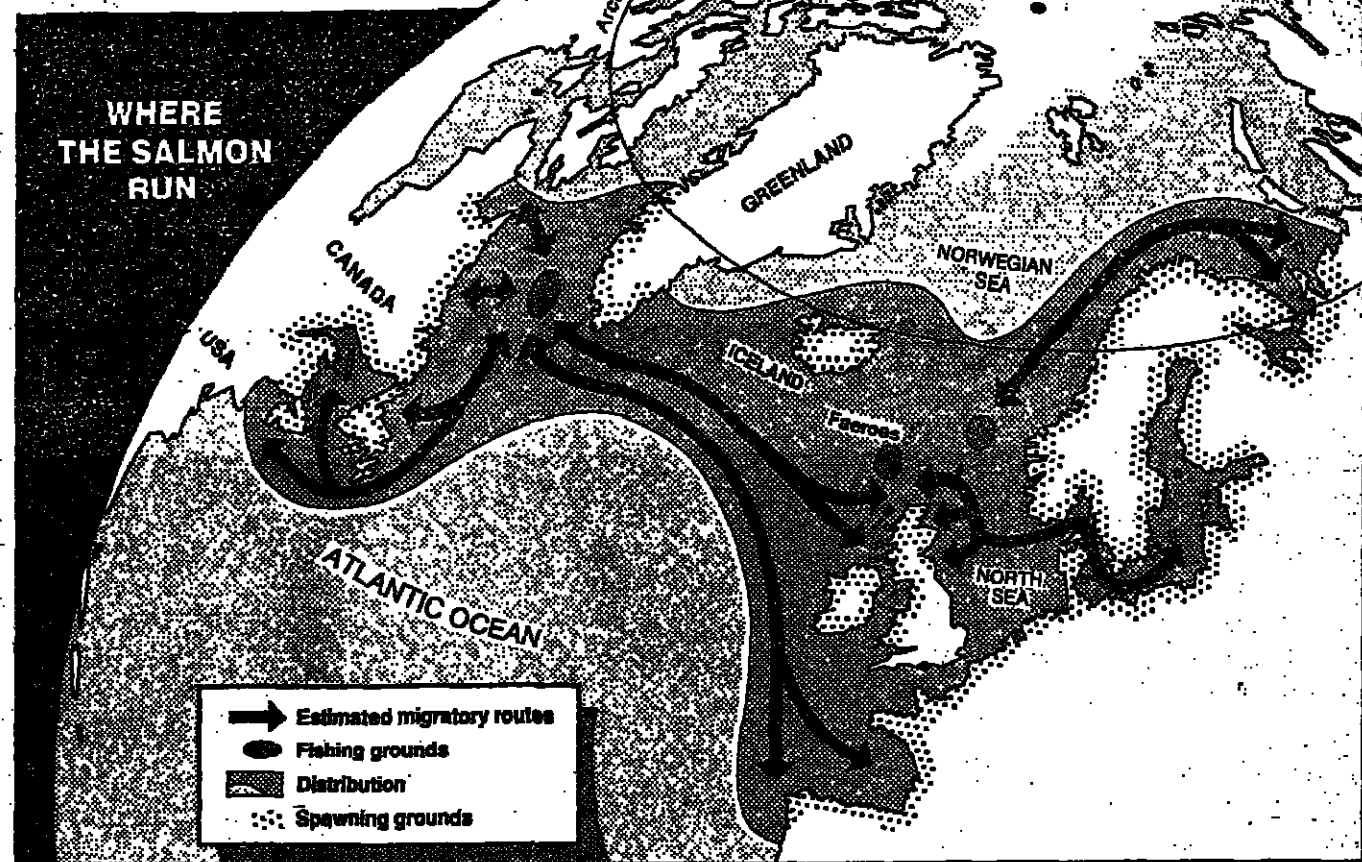 WHERE
THE SALMON
RUN
GREENLAND
CANADA
NORWEGIAN
SEA
USA
ICELAND
Faeroes
NORTH
SEA
ATLANTIC OCEAN
Estimated migratory routes
Fishing grounds
Distribution
Spawning grounds